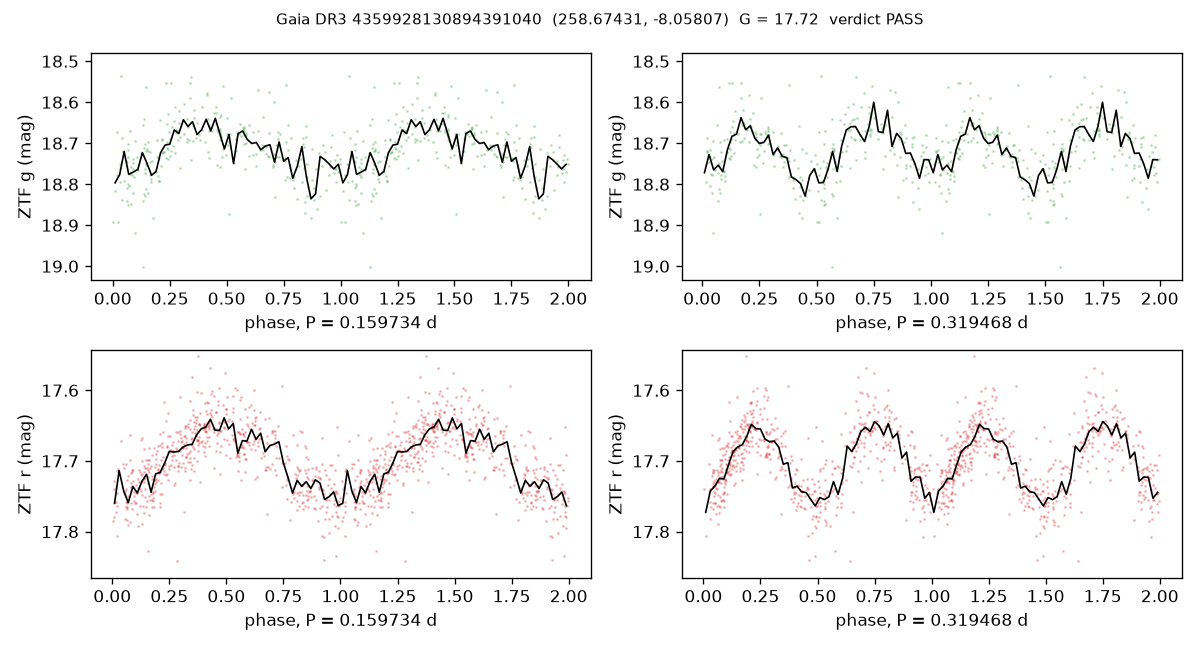 Gaia DR3 4359928130894391040 (258.67431, -8.05807) G = 17.72 verdict PASS
18.5
18.6
18.7
18.8
18.9
19.0
ZTF g (mag)
0.00 0.25 0.50 0.75 1.00 1.25 1.50 1.75 2.00
phase, P = 0.159734 d
18.5
18.6
18.7
18.8
18.9
19.0
ZTF g (mag)
0.00 0.25 0.50 0.75 1.00 1.25 1.50 1.75 2.00
phase, P = 0.319468 d
17.6
17.7
17.8
ZTF r (mag)
0.00 0.25 0.50 0.75 1.00 1.25 1.50 1.75 2.00
phase, P = 0.159734 d
17.6
17.7
17.8
ZTF r (mag)
0.00 0.25 0.50 0.75 1.00 1.25 1.50 1.75 2.00
phase, P = 0.319468 d